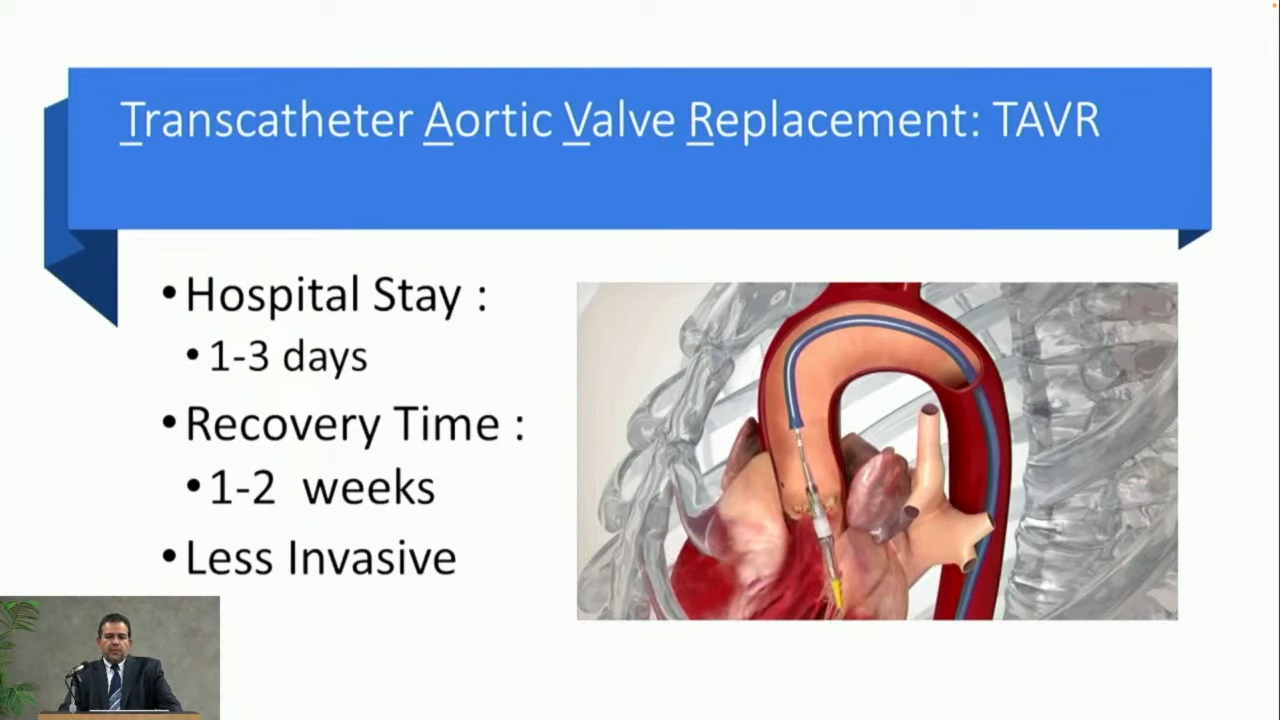 Transcatheter Aortic Valve Replacement: TAVR
•Hospital Stay :
•1-3 days
•Recovery Time :
•1-2 weeks
•Less Invasive